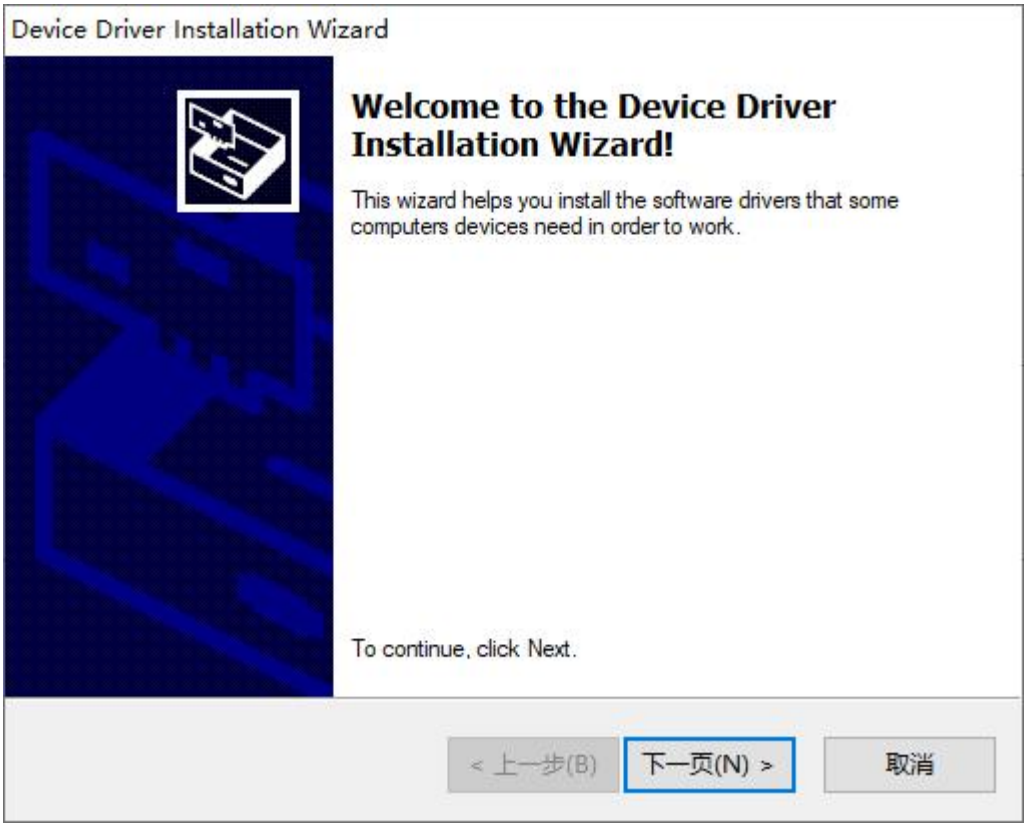 Device Driver Installation Wizard
Welcome to the Device Driver
Installation Wizard!
This wizard helps you install the software drivers that some
computers devices need in order to work.
To continue, click Next.
< 上一步(B)
下一页(N) >
取消